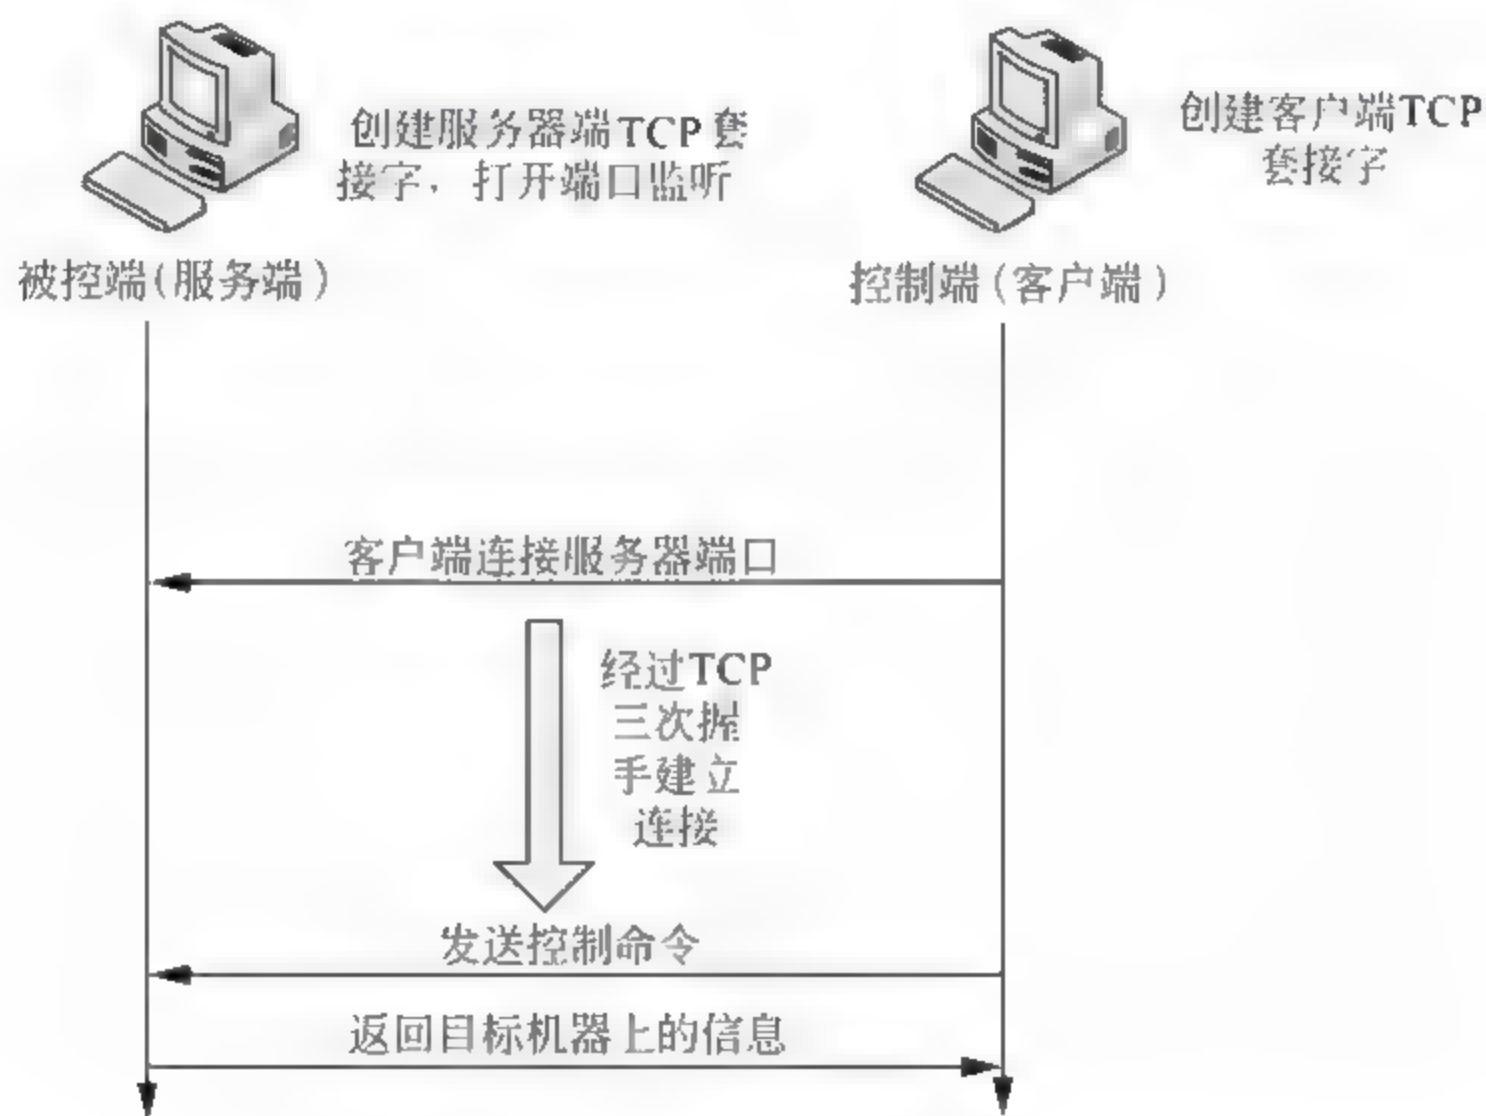 创建服务器端TCP套
接字，打开端口监听
创建客户端TCP
套接字
被控端(服务端)
控制端(客户端)
客户端连接服务器端口
经过TCP
三次握
手建立
连接
发送控制命令
返回目标机器上的信息